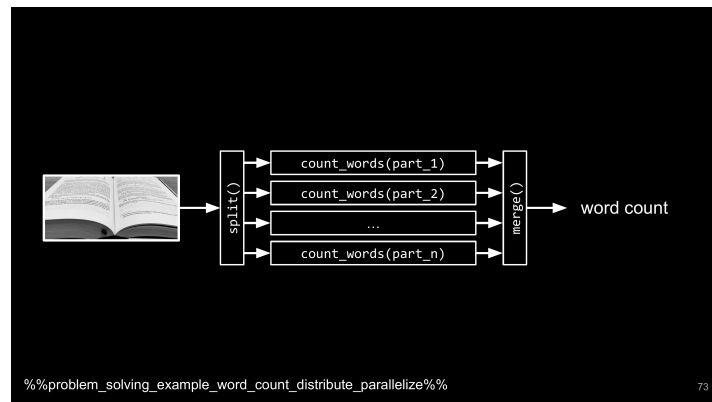 split()
count_words(part_1)
count_words(part_2)
...
count_words(part_n)
merge()
word count
%%problem_solving_example_word_count_distribute_parallelize%%
73